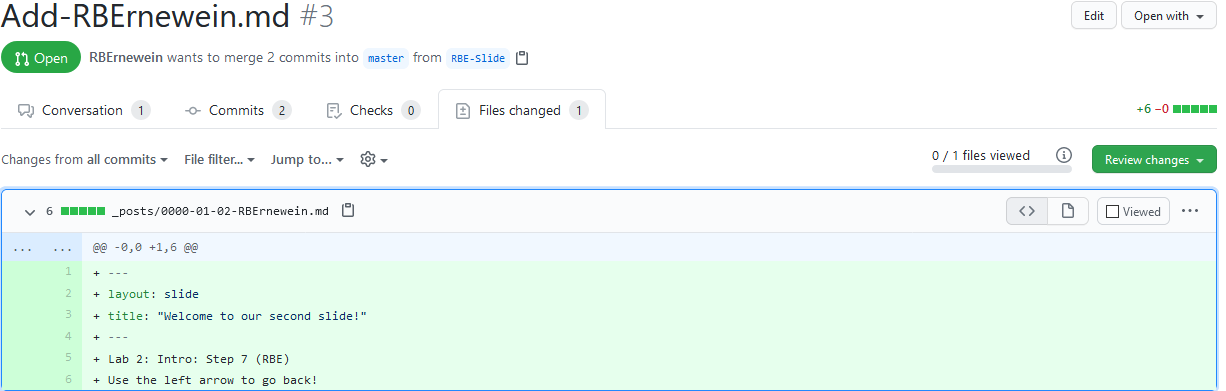 Add-RBErnewein.md #3
Edit
Open with
Open
RBErnewein wants to merge 2 commits into master from RBE-Slide
Conversation 1
Commits 2
Checks 0
Files changed 1
+6 −0
Changes from all commits
File filter...
Jump to...
0 / 1 files viewed
Review changes
6 _posts/0000-01-02-RBErnewein.md
Viewed
... ... @@ -0,0 +1,6 @@
1 + ---
2 + layout: slide
3 + title: "Welcome to our second slide!"
4 + ---
5 + Lab 2: Intro: Step 7 (RBE)
6 + Use the left arrow to go back!